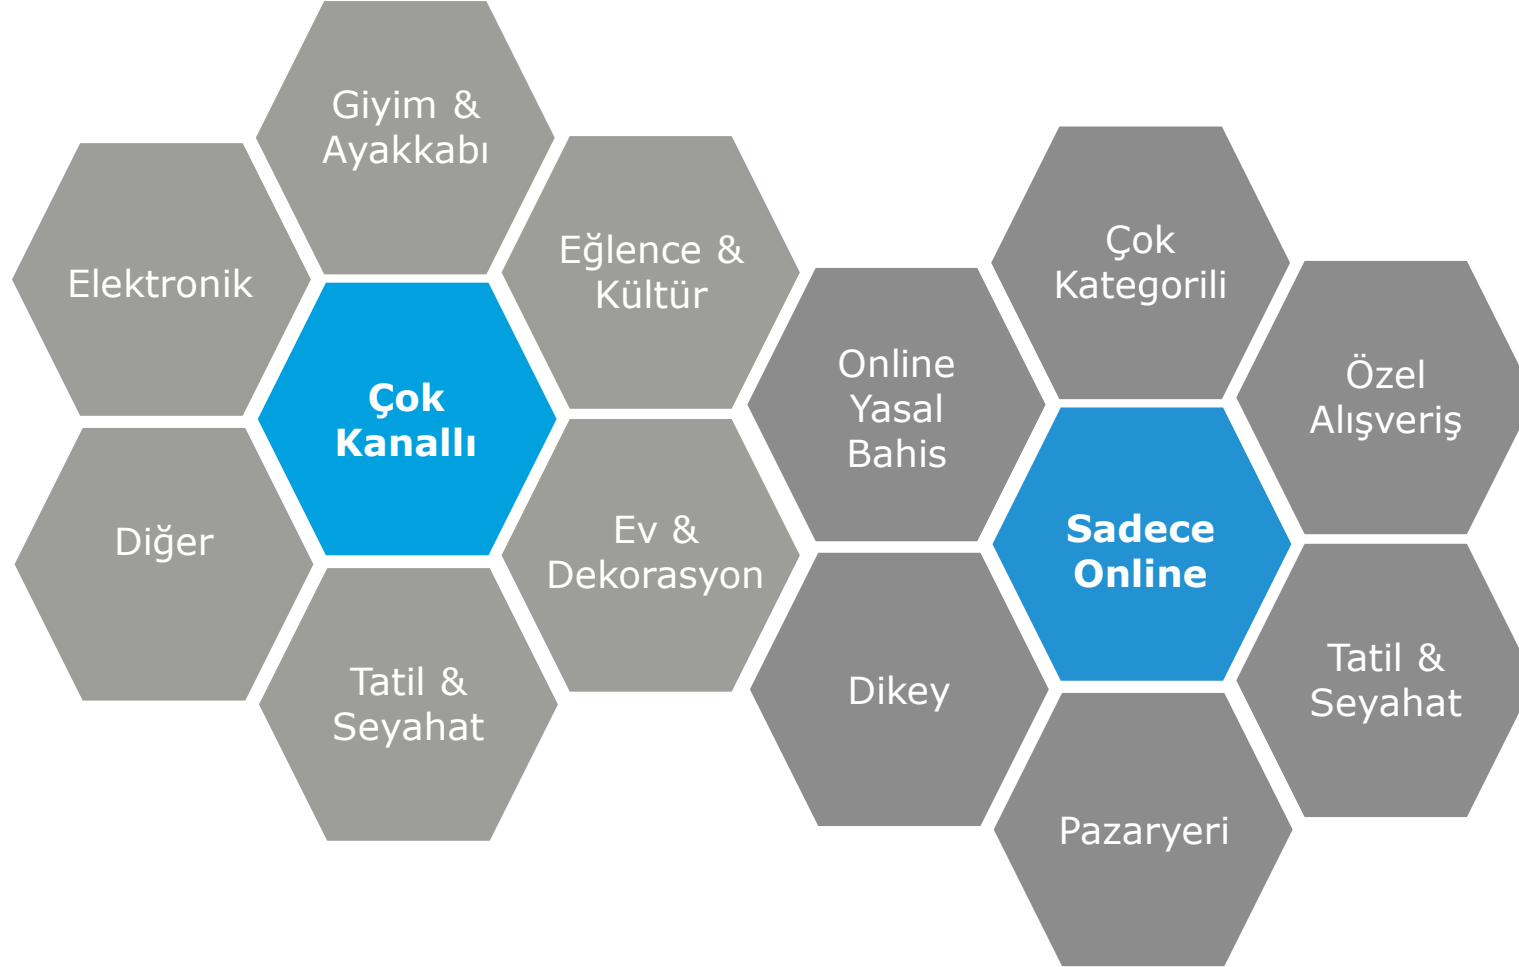 Giyim &
Ayakkabı
Elektronik
Eğlence &
Kültür
Çok
Kanallı
Diğer
Ev &
Dekorasyon
Tatil &
Seyahat
Çok
Kategorili
Online
Yasal
Bahis
Özel
Alışveriş
Sadece
Online
Dikey
Tatil &
Seyahat
Pazaryeri